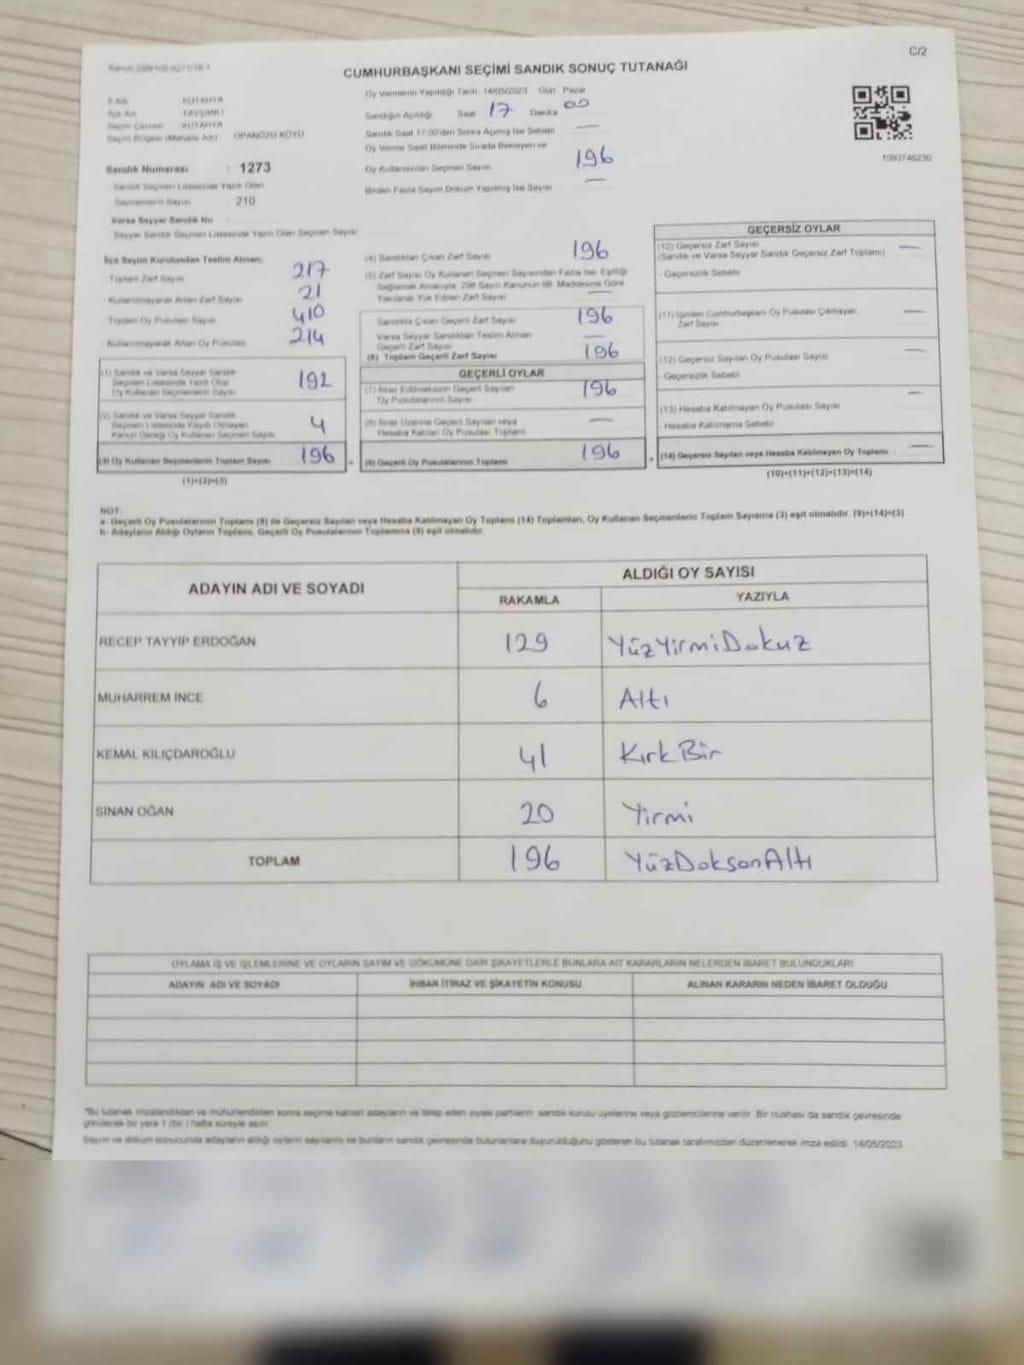 C/2
CUMHURBAŞKANI SEÇİMİ SANDIK SONUÇ TUTANAĞI
Oy Vermenin Yapıldığı Tarih 14/05/2023 Gün Pazar
İl Adı KÜTAHYA
Sandığın Açıldığı Saat 17 Dakika 00
İlçe Adı TAVŞANLI
Seçim Çevresi KÜTAHYA
Sandık Saat 17:00'den Sonra Açılmış İse Sebebi —
Seçim Bölgesi (Mahalle Adı) OPANÖZÜ KÖYÜ
Oy Verme Saati Bitiminde Sırada Bekleyen ve
Oy Kullandırılan Seçmen Sayısı 196
1093746230
Sandık Numarası : 1273
Birden Fazla Sayım Döküm Yapılmış İse Sayısı —
Sandık Seçmen Listesinde Yazılı Olan
Seçmenlerin Sayısı : 210
Varsa Seyyar Sandık No
Seyyar Sandık Seçmen Listesinde Yazılı Olan Seçmen Sayısı
İlçe Seçim Kurulundan Teslim Alınan;
Toplam Zarf Sayısı 217
Kullanılmayarak Artan Zarf Sayısı 21
Toplam Oy Pusulası Sayısı 410
Kullanılmayarak Artan Oy Pusulası 214
(1) Sandık ve Varsa Seyyar Sandık
Seçmen Listesinde Yazılı Olup
Oy Kullanan Seçmenlerin Sayısı 192
(2) Sandık ve Varsa Seyyar Sandık
Seçmen Listesinde Kayıtlı Olmayan
Kanun Gereği Oy Kullanan Seçmen Sayısı 4
(3) Oy Kullanan Seçmenlerin Toplam Sayısı 196
(1)+(2)=(3)
(4) Sandıktan Çıkan Zarf Sayısı 196
(5) Zarf Sayısı Oy Kullanan Seçmen Sayısından Fazla İse, Eşitliği
Sağlamak Amacıyla, 298 Sayılı Kanunun 98. Maddesine Göre
Yakılarak Yok Edilen Zarf Sayısı —
Sandıkta Çıkan Geçerli Zarf Sayısı 196
Varsa Seyyar Sandıktan Teslim Alınan
Geçerli Zarf Sayısı —
(6) Toplam Geçerli Zarf Sayısı 196
GEÇERLİ OYLAR
(7) İtiraz Edilmeksizin Geçerli Sayılan
Oy Pusulalarının Sayısı 196
(8) İtiraz Üzerine Geçerli Sayılan veya
Hesaba Katılan Oy Pusulası Toplamı —
= (9) Geçerli Oy Pusulalarının Toplamı 196
GEÇERSİZ OYLAR
(10) Geçersiz Zarf Sayısı —
(Sandık ve Varsa Seyyar Sandık Geçersiz Zarf Toplamı)
- Geçersizlik Sebebi
(11) İçinden Cumhurbaşkanı Oy Pusulası Çıkmayan —
Zarf Sayısı
(12) Geçersiz Sayılan Oy Pusulası Sayısı —
- Geçersizlik Sebebi
(13) Hesaba Katılmayan Oy Pusulası Sayısı —
- Hesaba Katılmama Sebebi
+ (14) Geçersiz Sayılan veya Hesaba Katılmayan Oy Toplamı —
(10)+(11)+(12)+(13)=(14)
NOT:
a- Geçerli Oy Pusulalarının Toplamı (9) ile Geçersiz Sayılan veya Hesaba Katılmayan Oy Toplamı (14) Toplamları, Oy Kullanan Seçmenlerin Toplam Sayısına (3) eşit olmalıdır. (9)+(14)=(3)
b- Adayların Aldığı Oyların Toplamı, Geçerli Oy Pusulalarının Toplamına (9) eşit olmalıdır.
ADAYIN ADI VE SOYADI
ALDIĞI OY SAYISI
RAKAMLA YAZIYLA
RECEP TAYYİP ERDOĞAN 129 YüzYirmiDokuz
MUHARREM İNCE 6 Altı
KEMAL KILIÇDAROĞLU 41 KırkBir
SİNAN OĞAN 20 Yirmi
TOPLAM 196 YüzDoksanAltı
OYLAMA İŞ VE İŞLEMLERİNE VE OYLARIN SAYIM VE DÖKÜMÜNE DAİR ŞİKAYETLERLE BUNLARA AİT KARARLARIN NELERDEN İBARET BULUNDUKLARI
ADAYIN ADI VE SOYADI İHBAR İTİRAZ VE ŞİKAYETİN KONUSU ALINAN KARARIN NEDEN İBARET OLDUĞU
*Bu tutanak imzalandıktan ve mühürlendikten sonra seçime katılan adayların ve talep eden siyasi partilerin sandık kurulu üyelerine veya gözlemcilerine verilir. Bir nüshası da sandık çevresinde
görülecek bir yere 1 (bir ) hafta süreyle asılır.
Sayım ve döküm sonucunda adayların aldığı oyların sayılarını ve bunların sandık çevresinde bulunanlara duyurulduğunu gösteren bu tutanak tarafımızdan düzenlenerek imza edildi. 14/05/2023